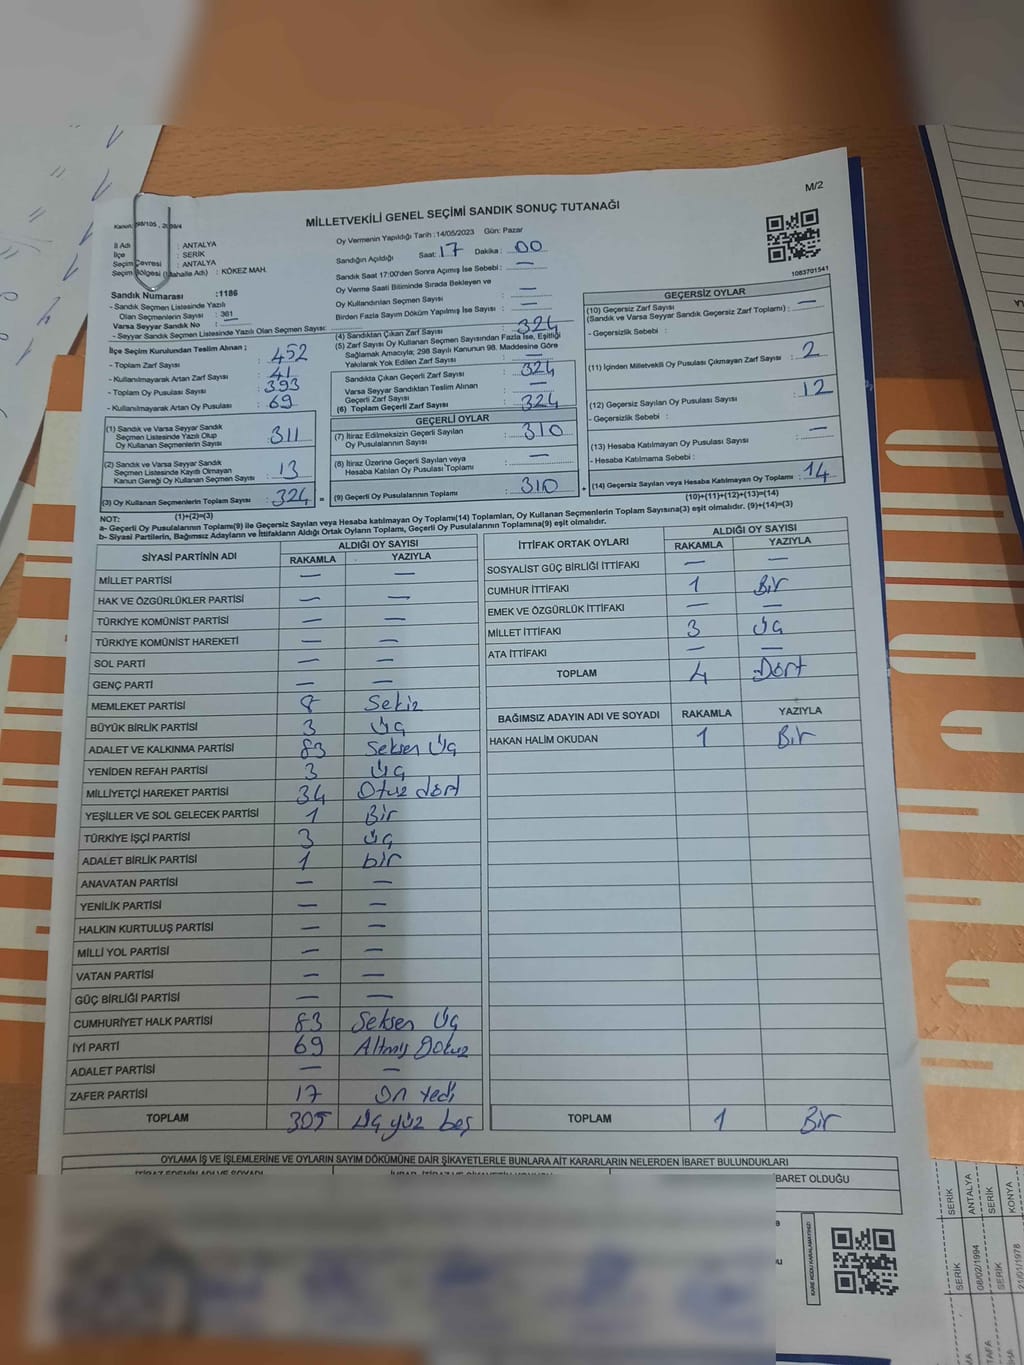 M/2
MİLLETVEKİLİ GENEL SEÇİMİ SANDIK SONUÇ TUTANAĞI
Oy Vermenin Yapıldığı Tarih :14/05/2023 Gün: Pazar
İl Adı : ANTALYA
İlçe : SERİK
Seçim Çevresi : ANTALYA
Seçim Bölgesi (Mahalle Adı) : KÖKEZ MAH.
Sandık Numarası :1186
- Sandık Seçmen Listesinde Yazılı
Olan Seçmenlerin Sayısı : 361
Varsa Seyyar Sandık No : —
- Seyyar Sandık Seçmen Listesinde Yazılı Olan Seçmen Sayısı:
İlçe Seçim Kurulundan Teslim Alınan ;
- Toplam Zarf Sayısı : 452
- Kullanılmayarak Artan Zarf Sayısı : 41
- Toplam Oy Pusulası Sayısı : 393
- Kullanılmayarak Artan Oy Pusulası : 69
(1) Sandık ve Varsa Seyyar Sandık
Seçmen Listesinde Yazılı Olup
Oy Kullanan Seçmenlerin Sayısı : 311
(2) Sandık ve Varsa Seyyar Sandık
Seçmen Listesinde Kayıtlı Olmayan
Kanun Gereği Oy Kullanan Seçmen Sayısı : 13
(3) Oy Kullanan Seçmenlerin Toplam Sayısı : 324
(1)+(2)=(3)
Sandığın Açıldığı Saat: 17 Dakika : 00
Sandık Saat 17:00'den Sonra Açımış İse Sebebi : —
Oy Verme Saati Bitiminde Sırada Bekleyen ve
Oy Kullandırılan Seçmen Sayısı : —
Birden Fazla Sayım Döküm Yapılmış İse Sayısı : —
(4) Sandıktan Çıkan Zarf Sayısı : 324
(5) Zarf Sayısı Oy Kullanan Seçmen Sayısından Fazla İse, Eşitliği
Sağlamak Amacıyla; 298 Sayılı Kanunun 98. Maddesine Göre
Yakılarak Yok Edilen Zarf Sayısı : —
Sandıkta Çıkan Geçerli Zarf Sayısı : 324
Varsa Seyyar Sandıktan Teslim Alınan
Geçerli Zarf Sayısı : —
(6) Toplam Geçerli Zarf Sayısı : 324
GEÇERLİ OYLAR
(7) İtiraz Edilmeksizin Geçerli Sayılan
Oy Pusulalarının Sayısı : 310
(8) İtiraz Üzerine Geçerli Sayılan veya
Hesaba Katılan Oy Pusulası Toplamı : —
(9) Geçerli Oy Pusulalarının Toplamı : 310
1083701541
GEÇERSİZ OYLAR
(10) Geçersiz Zarf Sayısı
(Sandık ve Varsa Seyyar Sandık Geçersiz Zarf Toplamı) : —
- Geçersizlik Sebebi :
(11) İçinden Milletvekili Oy Pusulası Çıkmayan Zarf Sayısı : 2
(12) Geçersiz Sayılan Oy Pusulası Sayısı : 12
- Geçersizlik Sebebi :
(13) Hesaba Katılmayan Oy Pusulası Sayısı : —
- Hesaba Katılmama Sebebi :
(14) Geçersiz Sayılan veya Hesaba Katılmayan Oy Toplamı : 14
(10)+(11)+(12)+(13)=(14)
NOT:
a- Geçerli Oy Pusulalarının Toplamı(9) ile Geçersiz Sayılan veya Hesaba katılmayan Oy Toplamı(14) Toplamları, Oy Kullanan Seçmenlerin Toplam Sayısına(3) eşit olmalıdır. (9)+(14)=(3)
b- Siyasi Partilerin, Bağımsız Adayların ve İttifakların Aldığı Ortak Oyların Toplamı, Geçerli Oy Pusulalarının Toplamına(9) eşit olmalıdır.
SİYASİ PARTİNİN ADI ALDIĞI OY SAYISI
RAKAMLA YAZIYLA
MİLLET PARTİSİ — —
HAK VE ÖZGÜRLÜKLER PARTİSİ — —
TÜRKİYE KOMÜNİST PARTİSİ — —
TÜRKİYE KOMÜNİST HAREKETİ — —
SOL PARTİ — —
GENÇ PARTİ — —
MEMLEKET PARTİSİ 8 Sekiz
BÜYÜK BİRLİK PARTİSİ 3 Üç
ADALET VE KALKINMA PARTİSİ 83 Seksen Üç
YENİDEN REFAH PARTİSİ 3 Üç
MİLLİYETÇİ HAREKET PARTİSİ 34 Otuz dört
YEŞİLLER VE SOL GELECEK PARTİSİ 1 Bir
TÜRKİYE İŞÇİ PARTİSİ 3 Üç
ADALET BİRLİK PARTİSİ 1 bir
ANAVATAN PARTİSİ — —
YENİLİK PARTİSİ — —
HALKIN KURTULUŞ PARTİSİ — —
MİLLİ YOL PARTİSİ — —
VATAN PARTİSİ — —
GÜÇ BİRLİĞİ PARTİSİ — —
CUMHURİYET HALK PARTİSİ 83 Seksen Üç
İYİ PARTİ 69 Altmış Dokuz
ADALET PARTİSİ — —
ZAFER PARTİSİ 17 On Yedi
TOPLAM 305 Üç yüz beş
İTTİFAK ORTAK OYLARI ALDIĞI OY SAYISI
RAKAMLA YAZIYLA
SOSYALİST GÜÇ BİRLİĞİ İTTİFAKI — —
CUMHUR İTTİFAKI 1 Bir
EMEK VE ÖZGÜRLÜK İTTİFAKI — —
MİLLET İTTİFAKI 3 Üç
ATA İTTİFAKI — —
TOPLAM 4 Dört
BAĞIMSIZ ADAYIN ADI VE SOYADI RAKAMLA YAZIYLA
HAKAN HALİM OKUDAN 1 Bir
TOPLAM 1 Bir
OYLAMA İŞ VE İŞLEMLERİNE VE OYLARIN SAYIM DÖKÜMÜNE DAİR ŞİKAYETLERLE BUNLARA AİT KARARLARIN NELERDEN İBARET BULUNDUKLARI
BARET OLDUĞU
SERİK
ANTALYA
SERİK
KONYA
SERİK
08/02/1994
SERİK
21/01/1978